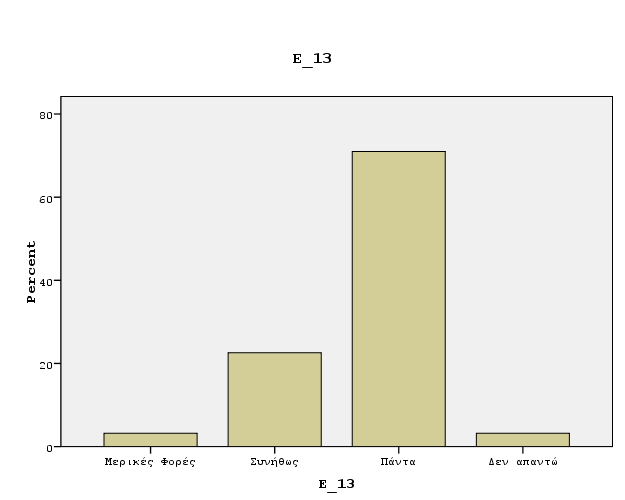 E_13
80
60
40
20
0
Percent
Μερικές Φορές
Συνήθως
Πάντα
Δεν απαντώ
E_13